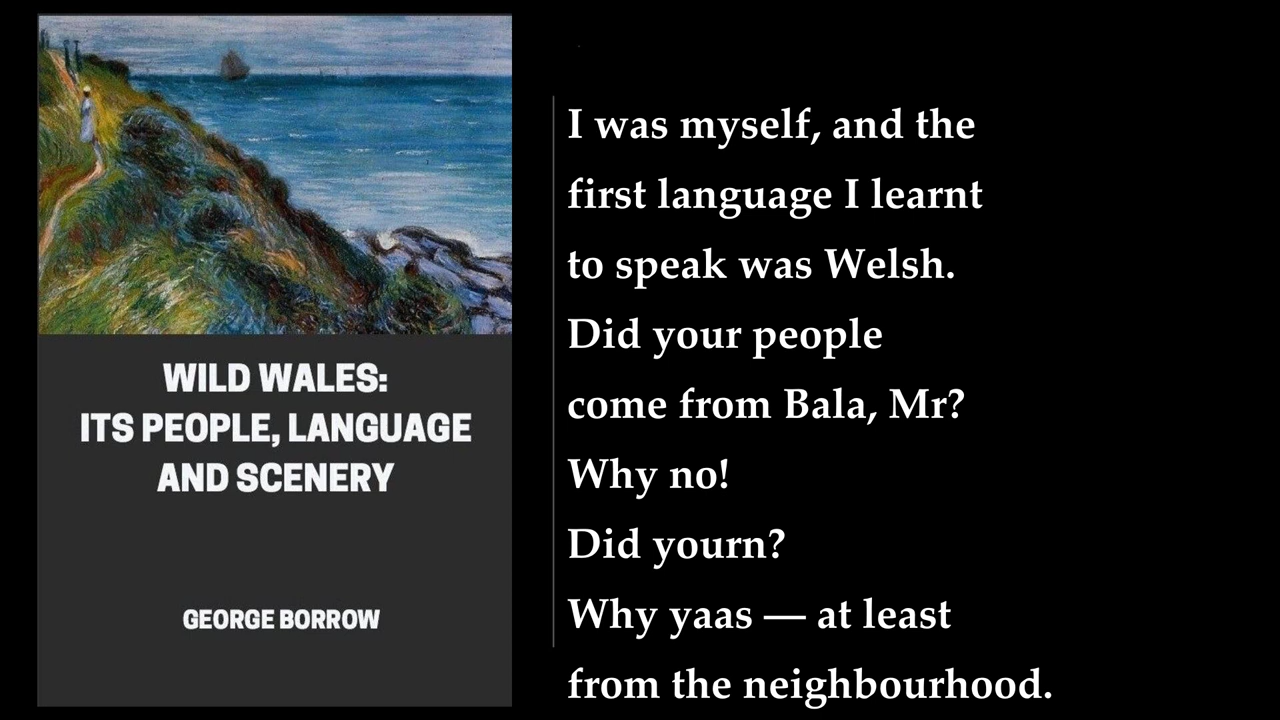 WILD WALES:
ITS PEOPLE, LANGUAGE
AND SCENERY
GEORGE BORROW
I was myself, and the
first language I learnt
to speak was Welsh.
Did your people
come from Bala, Mr?
Why no!
Did yourn?
Why yaas — at least
from the neighbourhood.